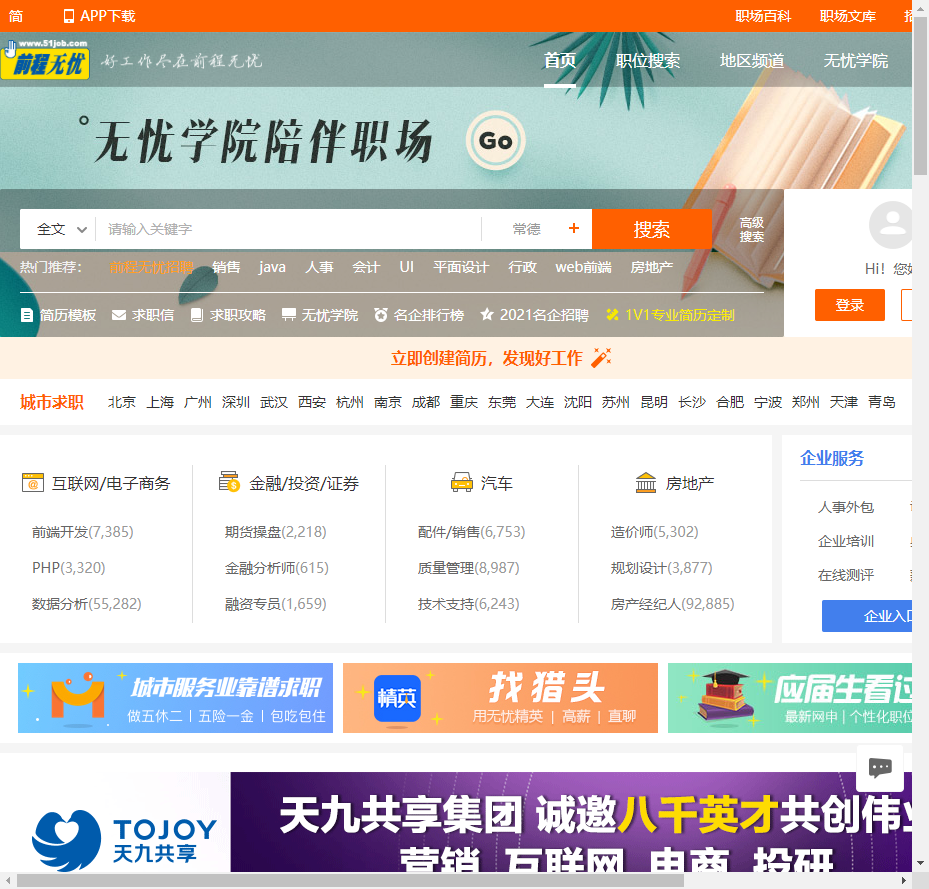 简 APP下载 职场百科 职场文库
www.51job.com
前程无忧 好工作尽在前程无忧 首页 职位搜索 地区频道 无忧学院
无忧学院陪伴职场 Go
全文 请输入关键字 常德 + 搜索 高级搜索
热门推荐： 前程无忧招聘 销售 java 人事 会计 UI 平面设计 行政 web前端 房地产
Hi！您好
登录
简历模板 求职信 求职攻略 无忧学院 名企排行榜 2021名企招聘 1V1专业简历定制
立即创建简历，发现好工作
城市求职 北京 上海 广州 深圳 武汉 西安 杭州 南京 成都 重庆 东莞 大连 沈阳 苏州 昆明 长沙 合肥 宁波 郑州 天津 青岛
互联网/电子商务 金融/投资/证券 汽车 房地产
前端开发(7,385) 期货操盘(2,218) 配件/销售(6,753) 造价师(5,302)
PHP(3,320) 金融分析师(615) 质量管理(8,987) 规划设计(3,877)
数据分析(55,282) 融资专员(1,659) 技术支持(6,243) 房产经纪人(92,885)
企业服务
人事外包
企业培训
在线测评
企业入口
城市服务业靠谱求职
做五休二 | 五险一金 | 包吃包住
精英 找猎头
用无忧精英 | 高薪 | 直聊
应届生看过
最新网申 | 个性化职位
TOJOY
天九共享
天九共享集团 诚邀八千英才共创伟业
营销 互联网 电商 投研